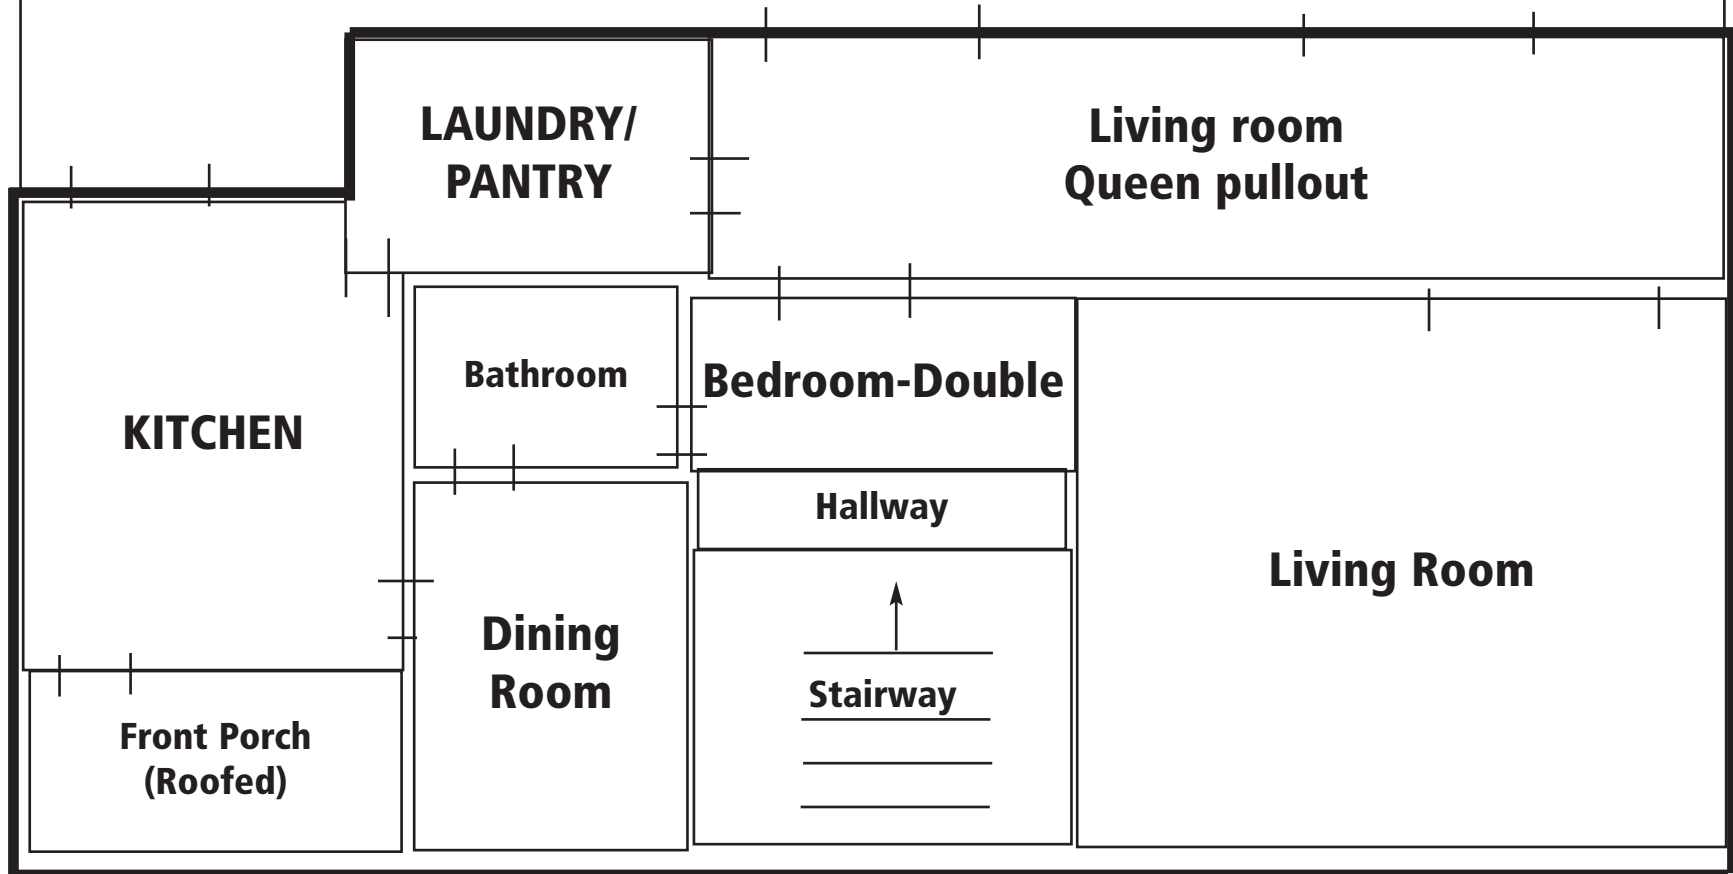 LAUNDRY/
PANTRY
Living room
Queen pullout
KITCHEN
Bathroom
Bedroom-Double
Hallway
Living Room
Dining
Room
Stairway
Front Porch
(Roofed)